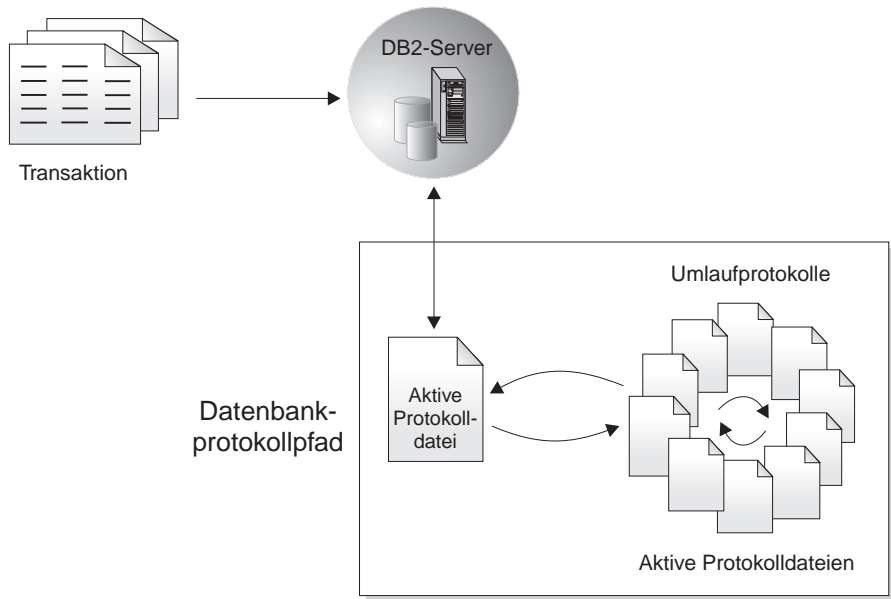 DB2-Server
Transaktion
Umlaufprotokolle
Aktive
Protokoll-
datei
Datenbank-
protokollpfad
Aktive Protokolldateien